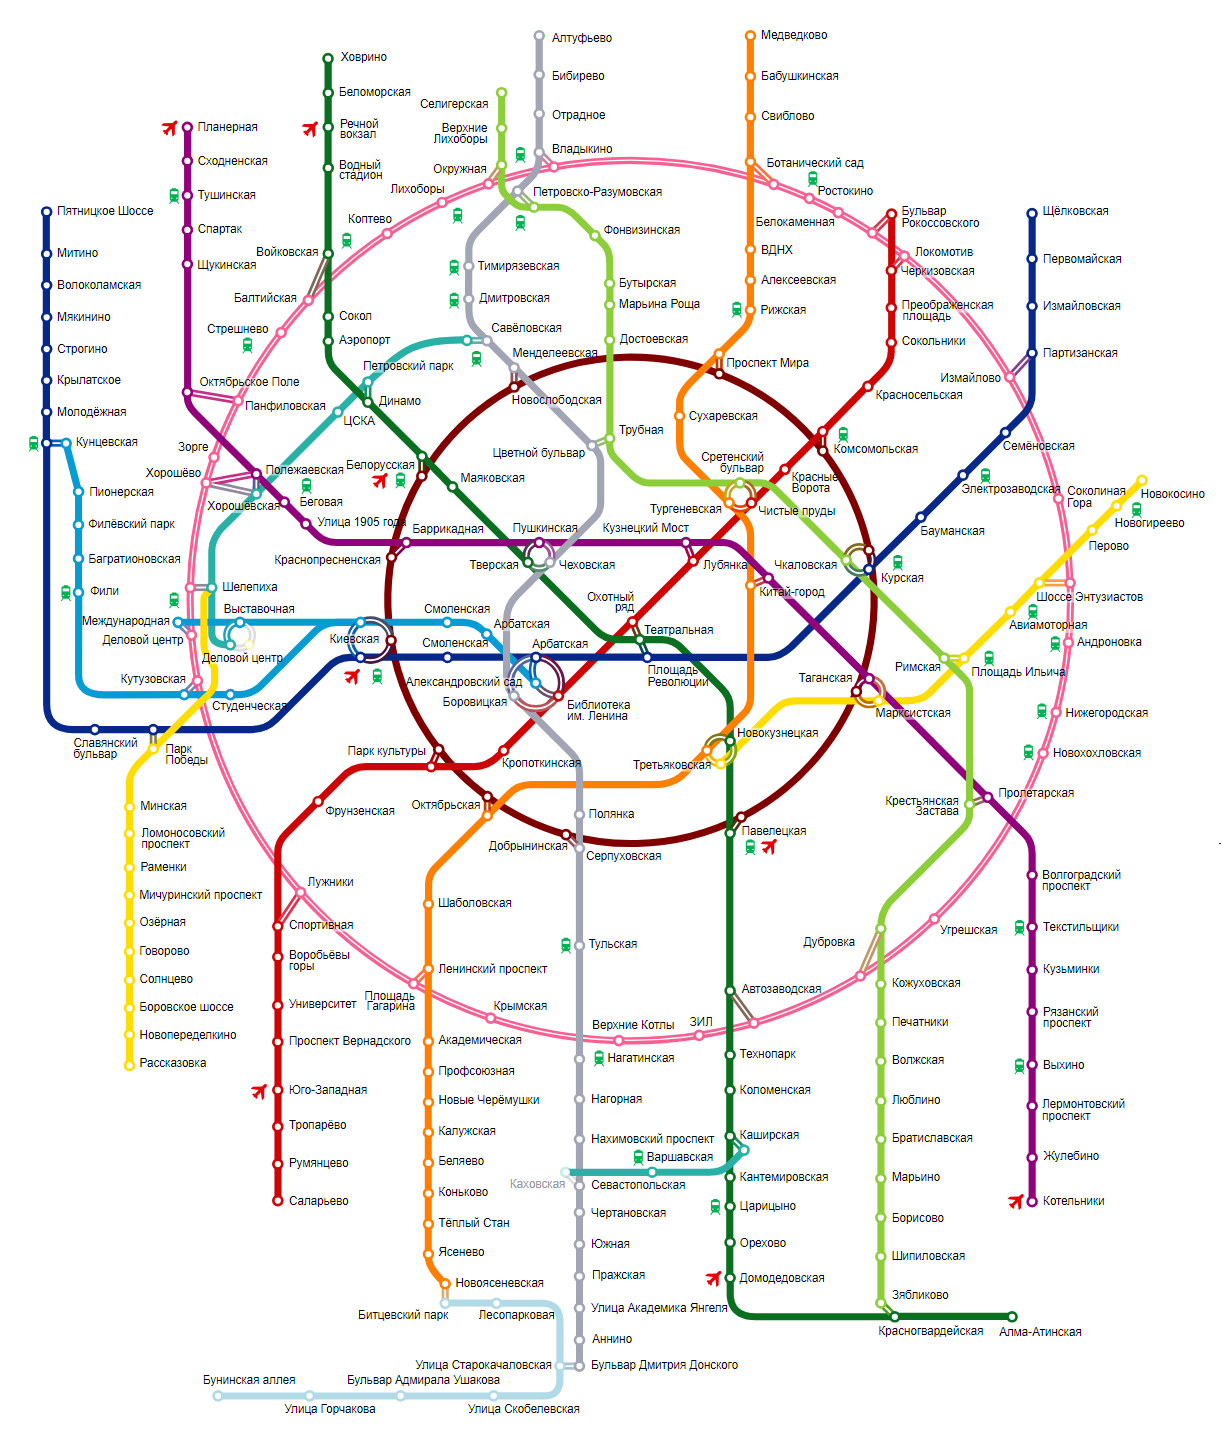 Ховрино
Беломорская
Речной
вокзал
Водный
стадион
Войковская
Сокол
Аэропорт
Алтуфьево
Бибирево
Отрадное
Владыкино
Петровско-Разумовская
Тимирязевская
Дмитровская
Савёловская
Менделеевская
Новослободская
Цветной бульвар
Селигерская
Верхние
Лихоборы
Окружная
Фонвизинская
Бутырская
Марьина Роща
Достоевская
Трубная
Медведково
Бабушкинская
Свиблово
Ботанический сад
Ростокино
Белокаменная
ВДНХ
Алексеевская
Рижская
Проспект Мира
Сухаревская
Планерная
Сходненская
Тушинская
Спартак
Щукинская
Октябрьское Поле
Панфиловская
Лихоборы
Коптево
Балтийская
Стрешнево
Пятницкое Шоссе
Митино
Волоколамская
Мякинино
Строгино
Крылатское
Молодёжная
Кунцевская
Пионерская
Филёвский парк
Багратионовская
Фили
Бульвар
Рокоссовского
Локомотив
Черкизовская
Преображенская
площадь
Сокольники
Красносельская
Комсомольская
Красные
Ворота
Чистые пруды
Сретенский
бульвар
Тургеневская
Щёлковская
Первомайская
Измайловская
Партизанская
Измайлово
Семёновская
Электрозаводская
Бауманская
Курская
Чкаловская
Соколиная
Гора
Новокосино
Новогиреево
Перово
Шоссе Энтузиастов
Авиамоторная
Андроновка
Площадь Ильича
Римская
Нижегородская
Новохохловская
Петровский парк
Динамо
ЦСКА
Зорге
Хорошёво
Полежаевская
Хорошевская
Беговая
Улица 1905 года
Белорусская
Маяковская
Баррикадная
Краснопресненская
Пушкинская
Тверская
Чеховская
Кузнецкий Мост
Лубянка
Китай-город
Шелепиха
Выставочная
Международная
Деловой центр
Деловой центр
Кутузовская
Студенческая
Киевская
Смоленская
Смоленская
Арбатская
Арбатская
Александровский сад
Боровицкая
Библиотека
им. Ленина
Охотный
ряд
Театральная
Площадь
Революции
Таганская
Марксистская
Новокузнецкая
Третьяковская
Славянский
бульвар
Парк
Победы
Минская
Ломоносовский
проспект
Раменки
Мичуринский проспект
Озёрная
Говорово
Солнцево
Боровское шоссе
Новопеределкино
Рассказовка
Парк культуры
Кропоткинская
Фрунзенская
Октябрьская
Добрынинская
Полянка
Серпуховская
Павелецкая
Крестьянская
Застава
Пролетарская
Волгоградский
проспект
Текстильщики
Кузьминки
Рязанский
проспект
Выхино
Лермонтовский
проспект
Жулебино
Котельники
Лужники
Спортивная
Воробьёвы
горы
Университет
Проспект Вернадского
Юго-Западная
Тропарёво
Румянцево
Саларьево
Шаболовская
Ленинский проспект
Площадь
Гагарина
Крымская
Академическая
Профсоюзная
Новые Черёмушки
Калужская
Беляево
Коньково
Тёплый Стан
Ясенево
Новоясеневская
Битцевский парк
Лесопарковая
Тульская
Верхние Котлы
ЗИЛ
Нагатинская
Нагорная
Нахимовский проспект
Варшавская
Каховская
Севастопольская
Чертановская
Южная
Пражская
Улица Академика Янгеля
Аннино
Улица Старокачаловская
Бульвар Дмитрия Донского
Бунинская аллея
Улица Горчакова
Бульвар Адмирала Ушакова
Улица Скобелевская
Автозаводская
Технопарк
Коломенская
Каширская
Кантемировская
Царицыно
Орехово
Домодедовская
Дубровка
Угрешская
Кожуховская
Печатники
Волжская
Люблино
Братиславская
Марьино
Борисово
Шипиловская
Зябликово
Красногвардейская
Алма-Атинская